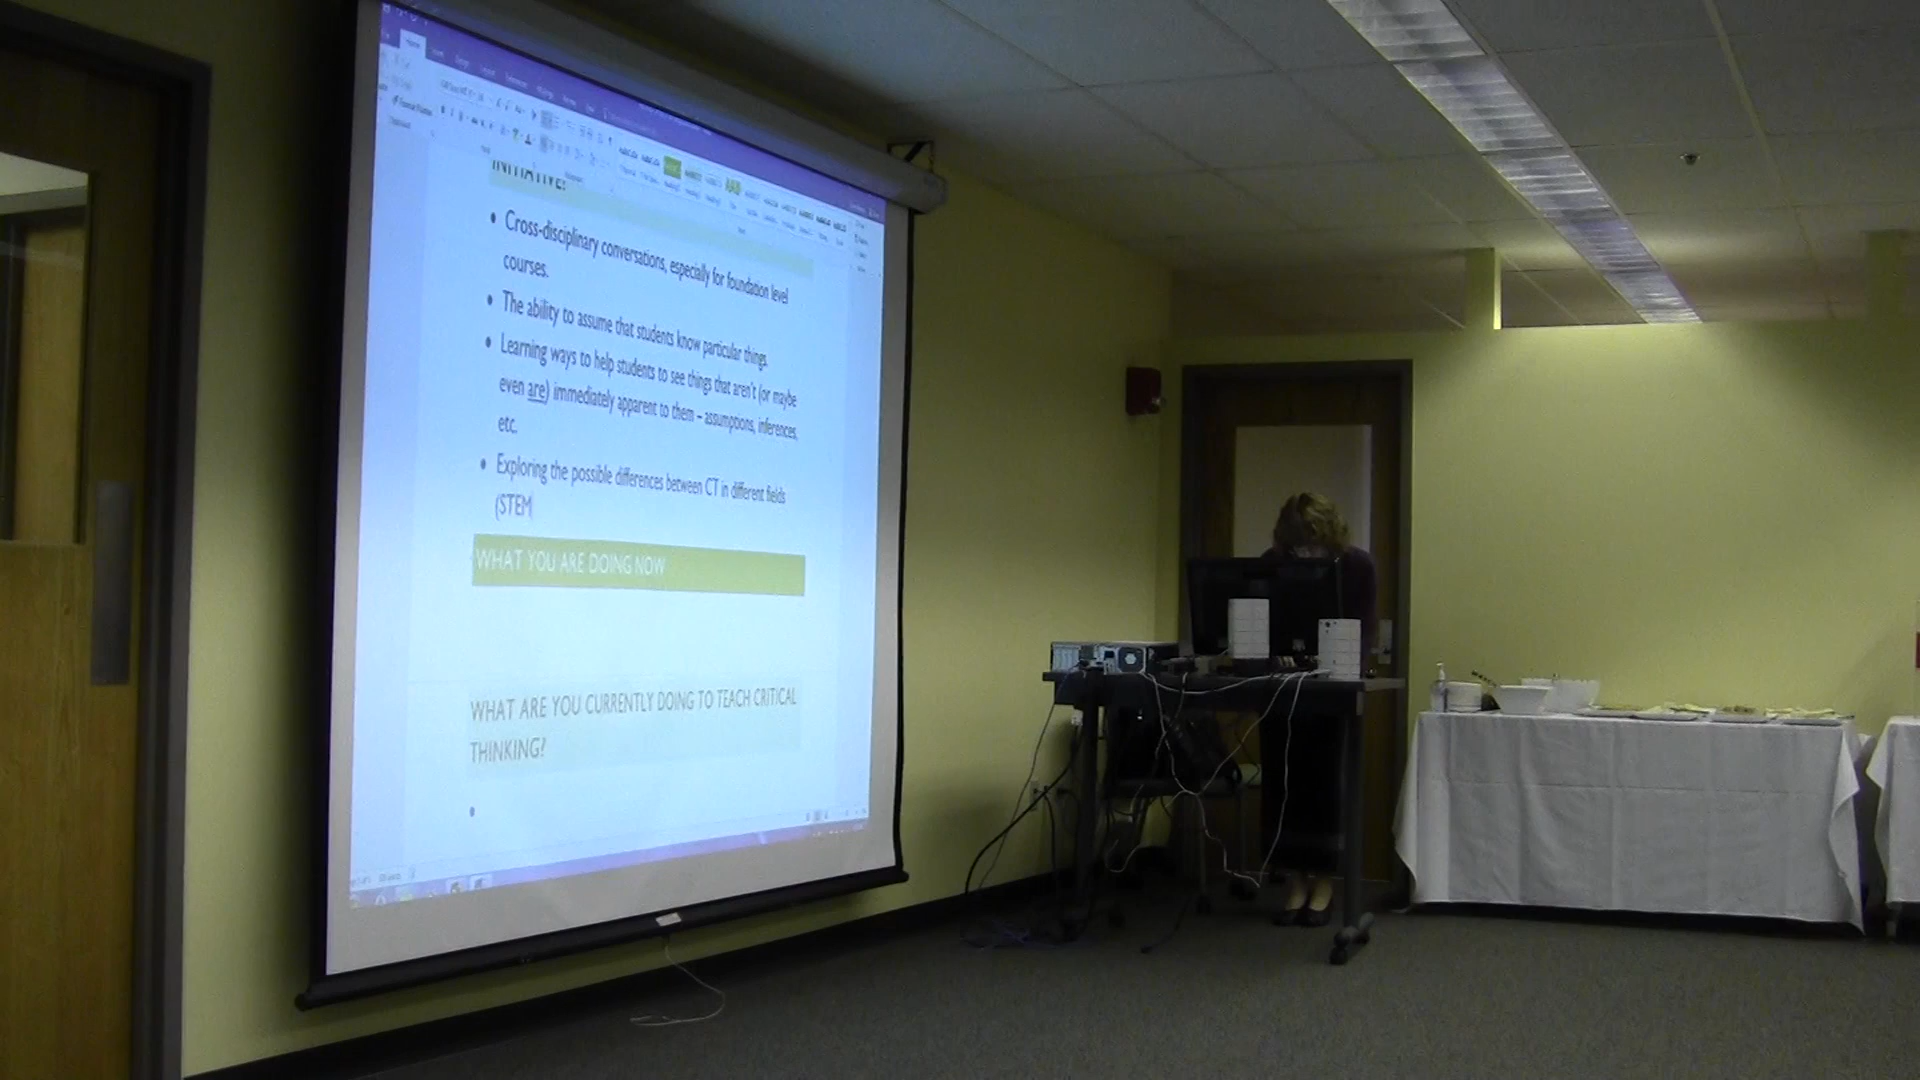 Home
Format Painter
INITIATIVE?
• Cross-disciplinary conversations, especially for foundation level
courses.
• The ability to assume that students know particular things.
• Learning ways to help students to see things that aren't (or maybe
even are) immediately apparent to them – assumptions, inferences,
etc.
• Exploring the possible differences between CT in different fields
(STEM
WHAT YOU ARE DOING NOW
WHAT ARE YOU CURRENTLY DOING TO TEACH CRITICAL
THINKING?
•